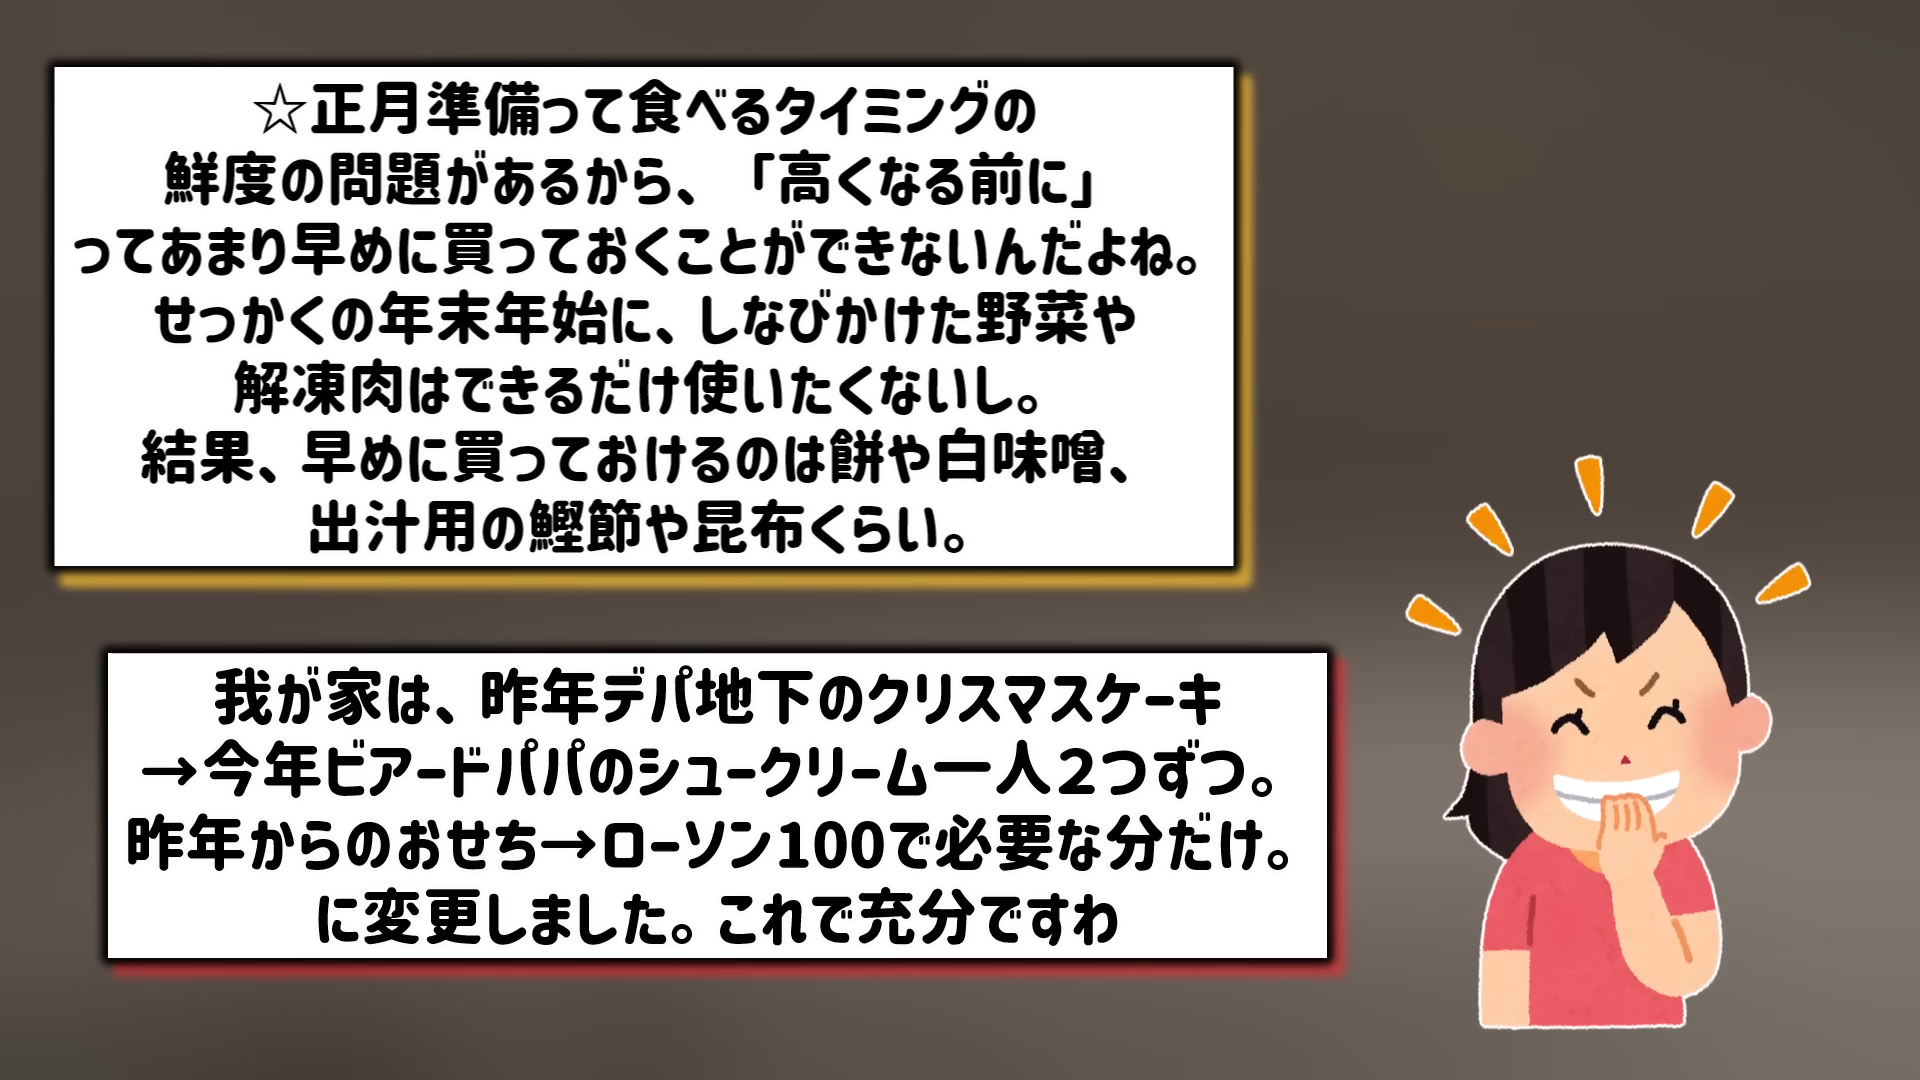 ☆正月準備って食べるタイミングの
鮮度の問題があるから、「高くなる前に」
ってあまり早めに買っておくことができないんだよね。
せっかくの年末年始に、しなびかけた野菜や
解凍肉はできるだけ使いたくないし。
結果、早めに買っておけるのは餅や白味噌、
出汁用の鰹節や昆布くらい。
我が家は、昨年デパ地下のクリスマスケーキ
→今年ビアードパパのシュークリーム一人２つずつ。
昨年からのおせち→ローソン100で必要な分だけ。
に変更しました。これで充分ですわ